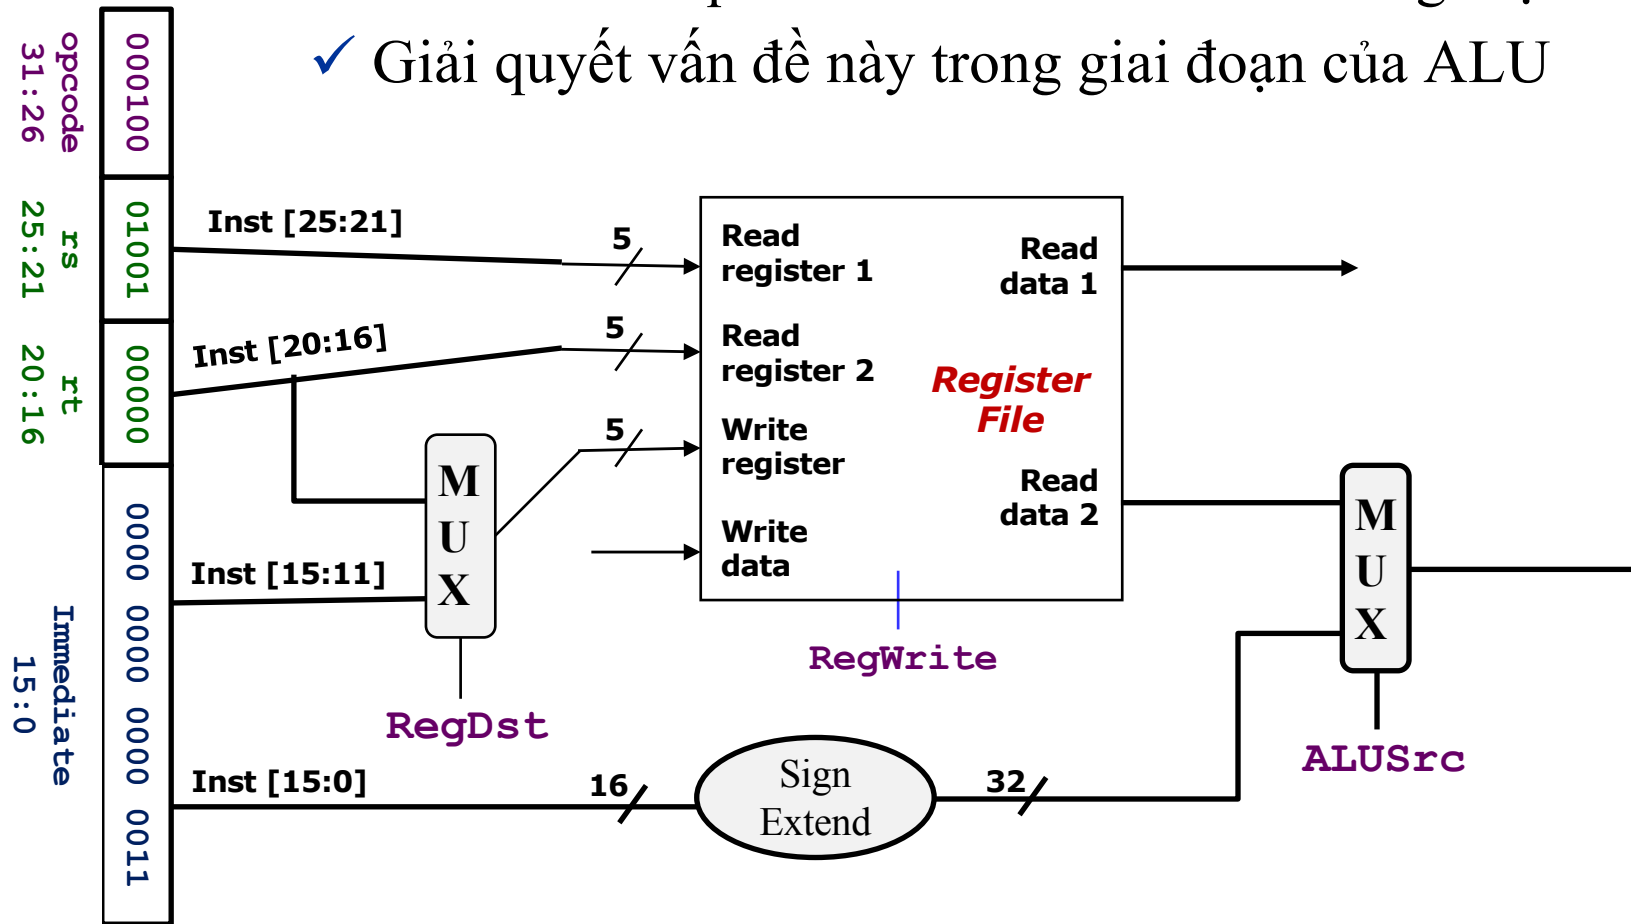 ✓ Giải quyết vấn đề này trong giai đoạn của ALU
opcode
31:26
000100
rs
25:21
01001
rt
20:16
00000
Immediate
15:0
0000 0000 0000 0011
Inst [25:21]
5
Inst [20:16]
5
5
Inst [15:11]
Inst [15:0]
16
M
U
X
RegDst
Read
register 1
Read
register 2
Write
register
Write
data
Read
data 1
Register
File
Read
data 2
RegWrite
Sign
Extend
32
M
U
X
ALUSrc